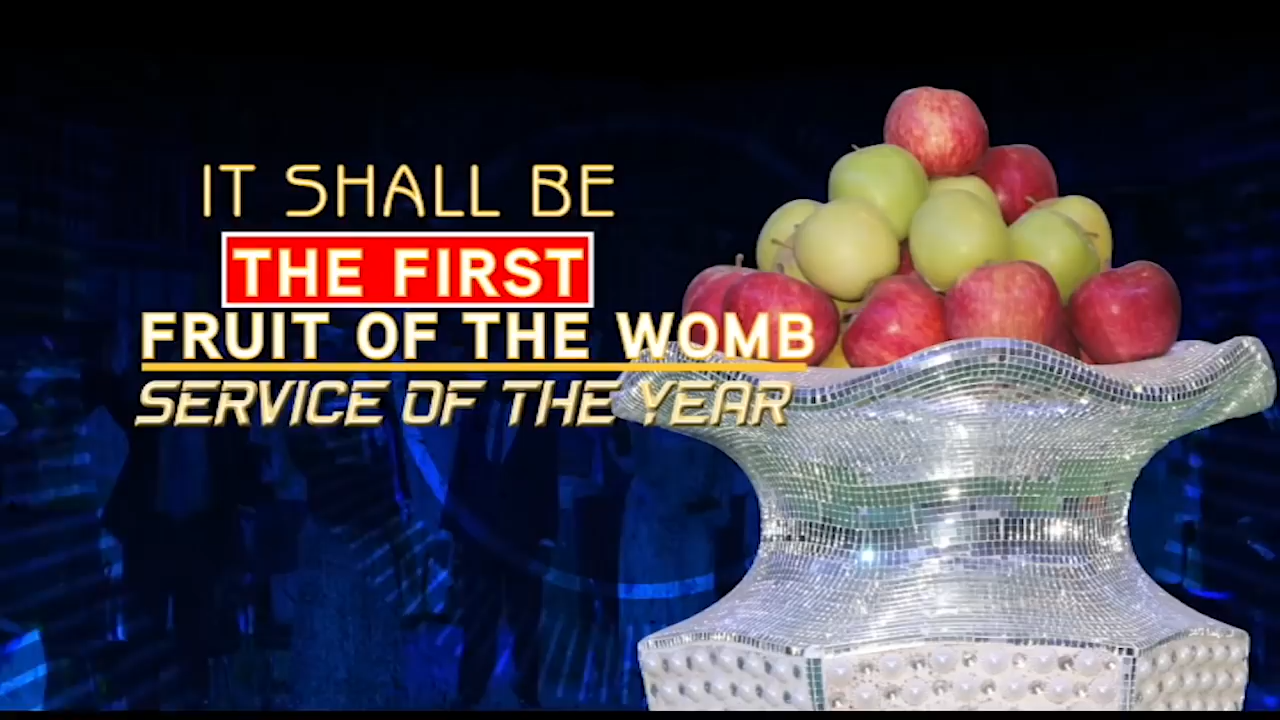 IT SHALL BE
THE FIRST
FRUIT OF THE WOMB
SERVICE OF THE YEAR